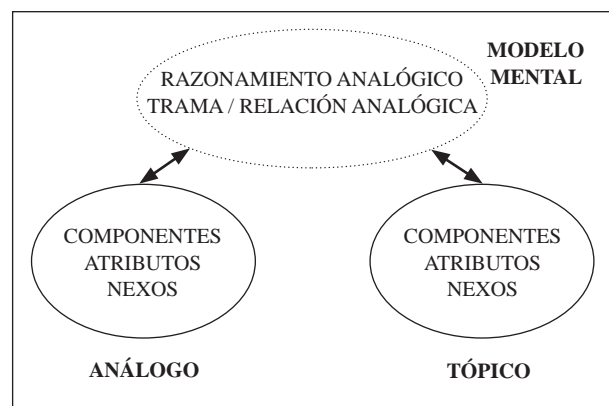 MODELO
MENTAL
RAZONAMIENTO ANALÓGICO
TRAMA / RELACIÓN ANALÓGICA
COMPONENTES
ATRIBUTOS
NEXOS
ANÁLOGO
COMPONENTES
ATRIBUTOS
NEXOS
TÓPICO